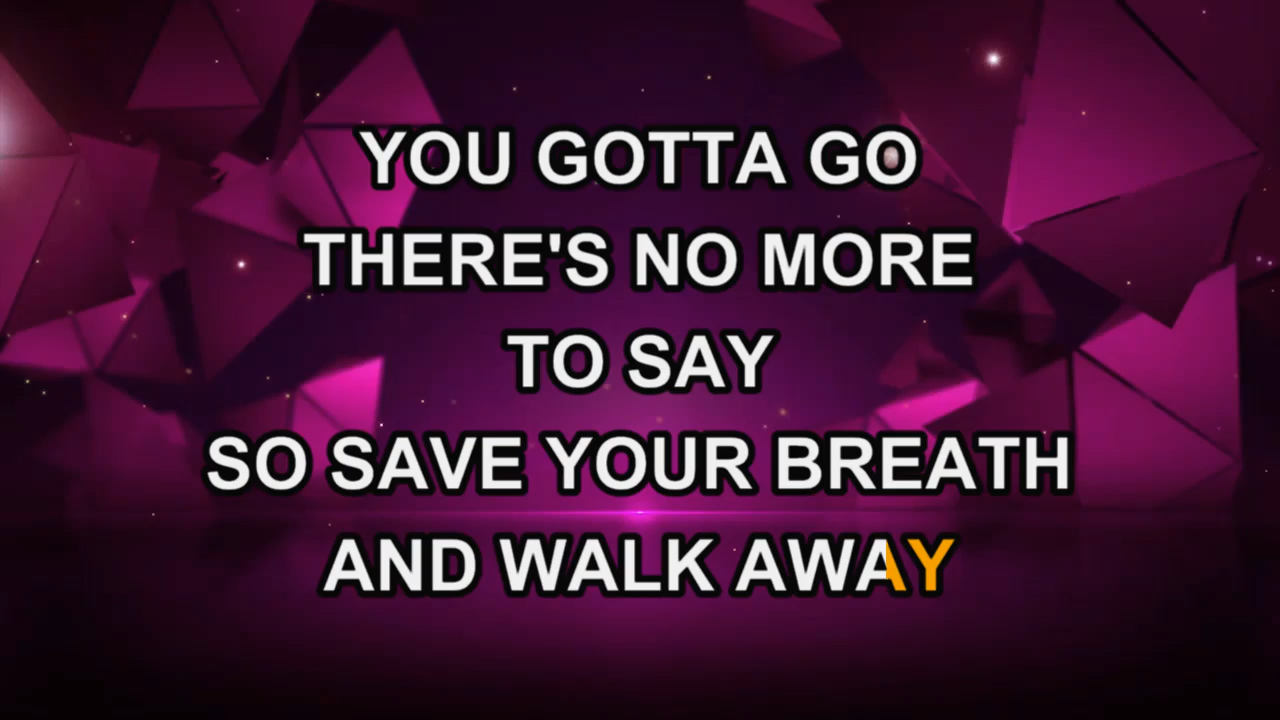 YOU GOTTA GO
THERE'S NO MORE
TO SAY
SO SAVE YOUR BREATH
AND WALK AWAY